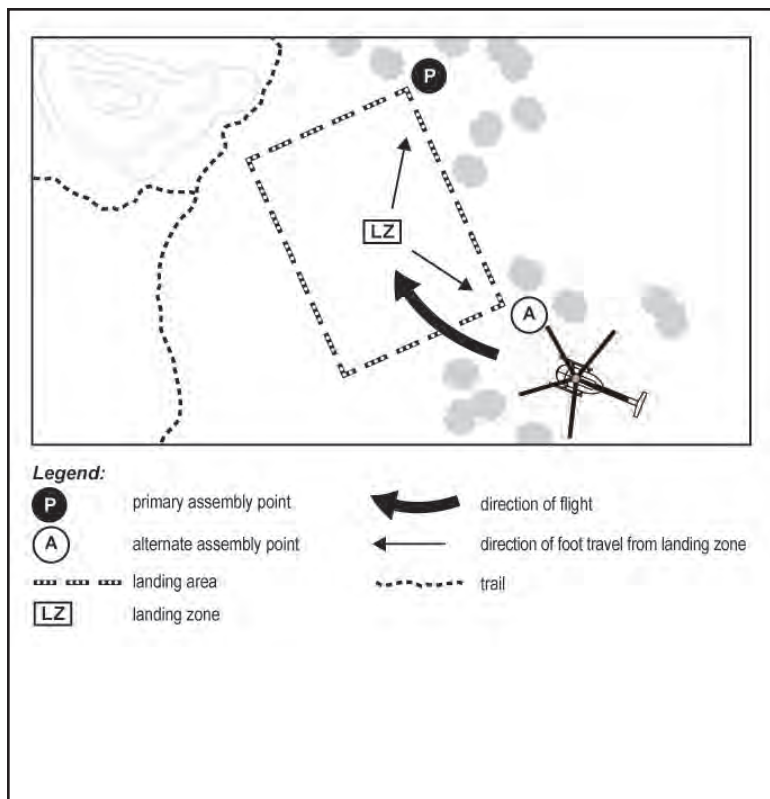 P
LZ
A
Legend:
P primary assembly point
direction of flight
A alternate assembly point
direction of foot travel from landing zone
landing area
trail
LZ landing zone